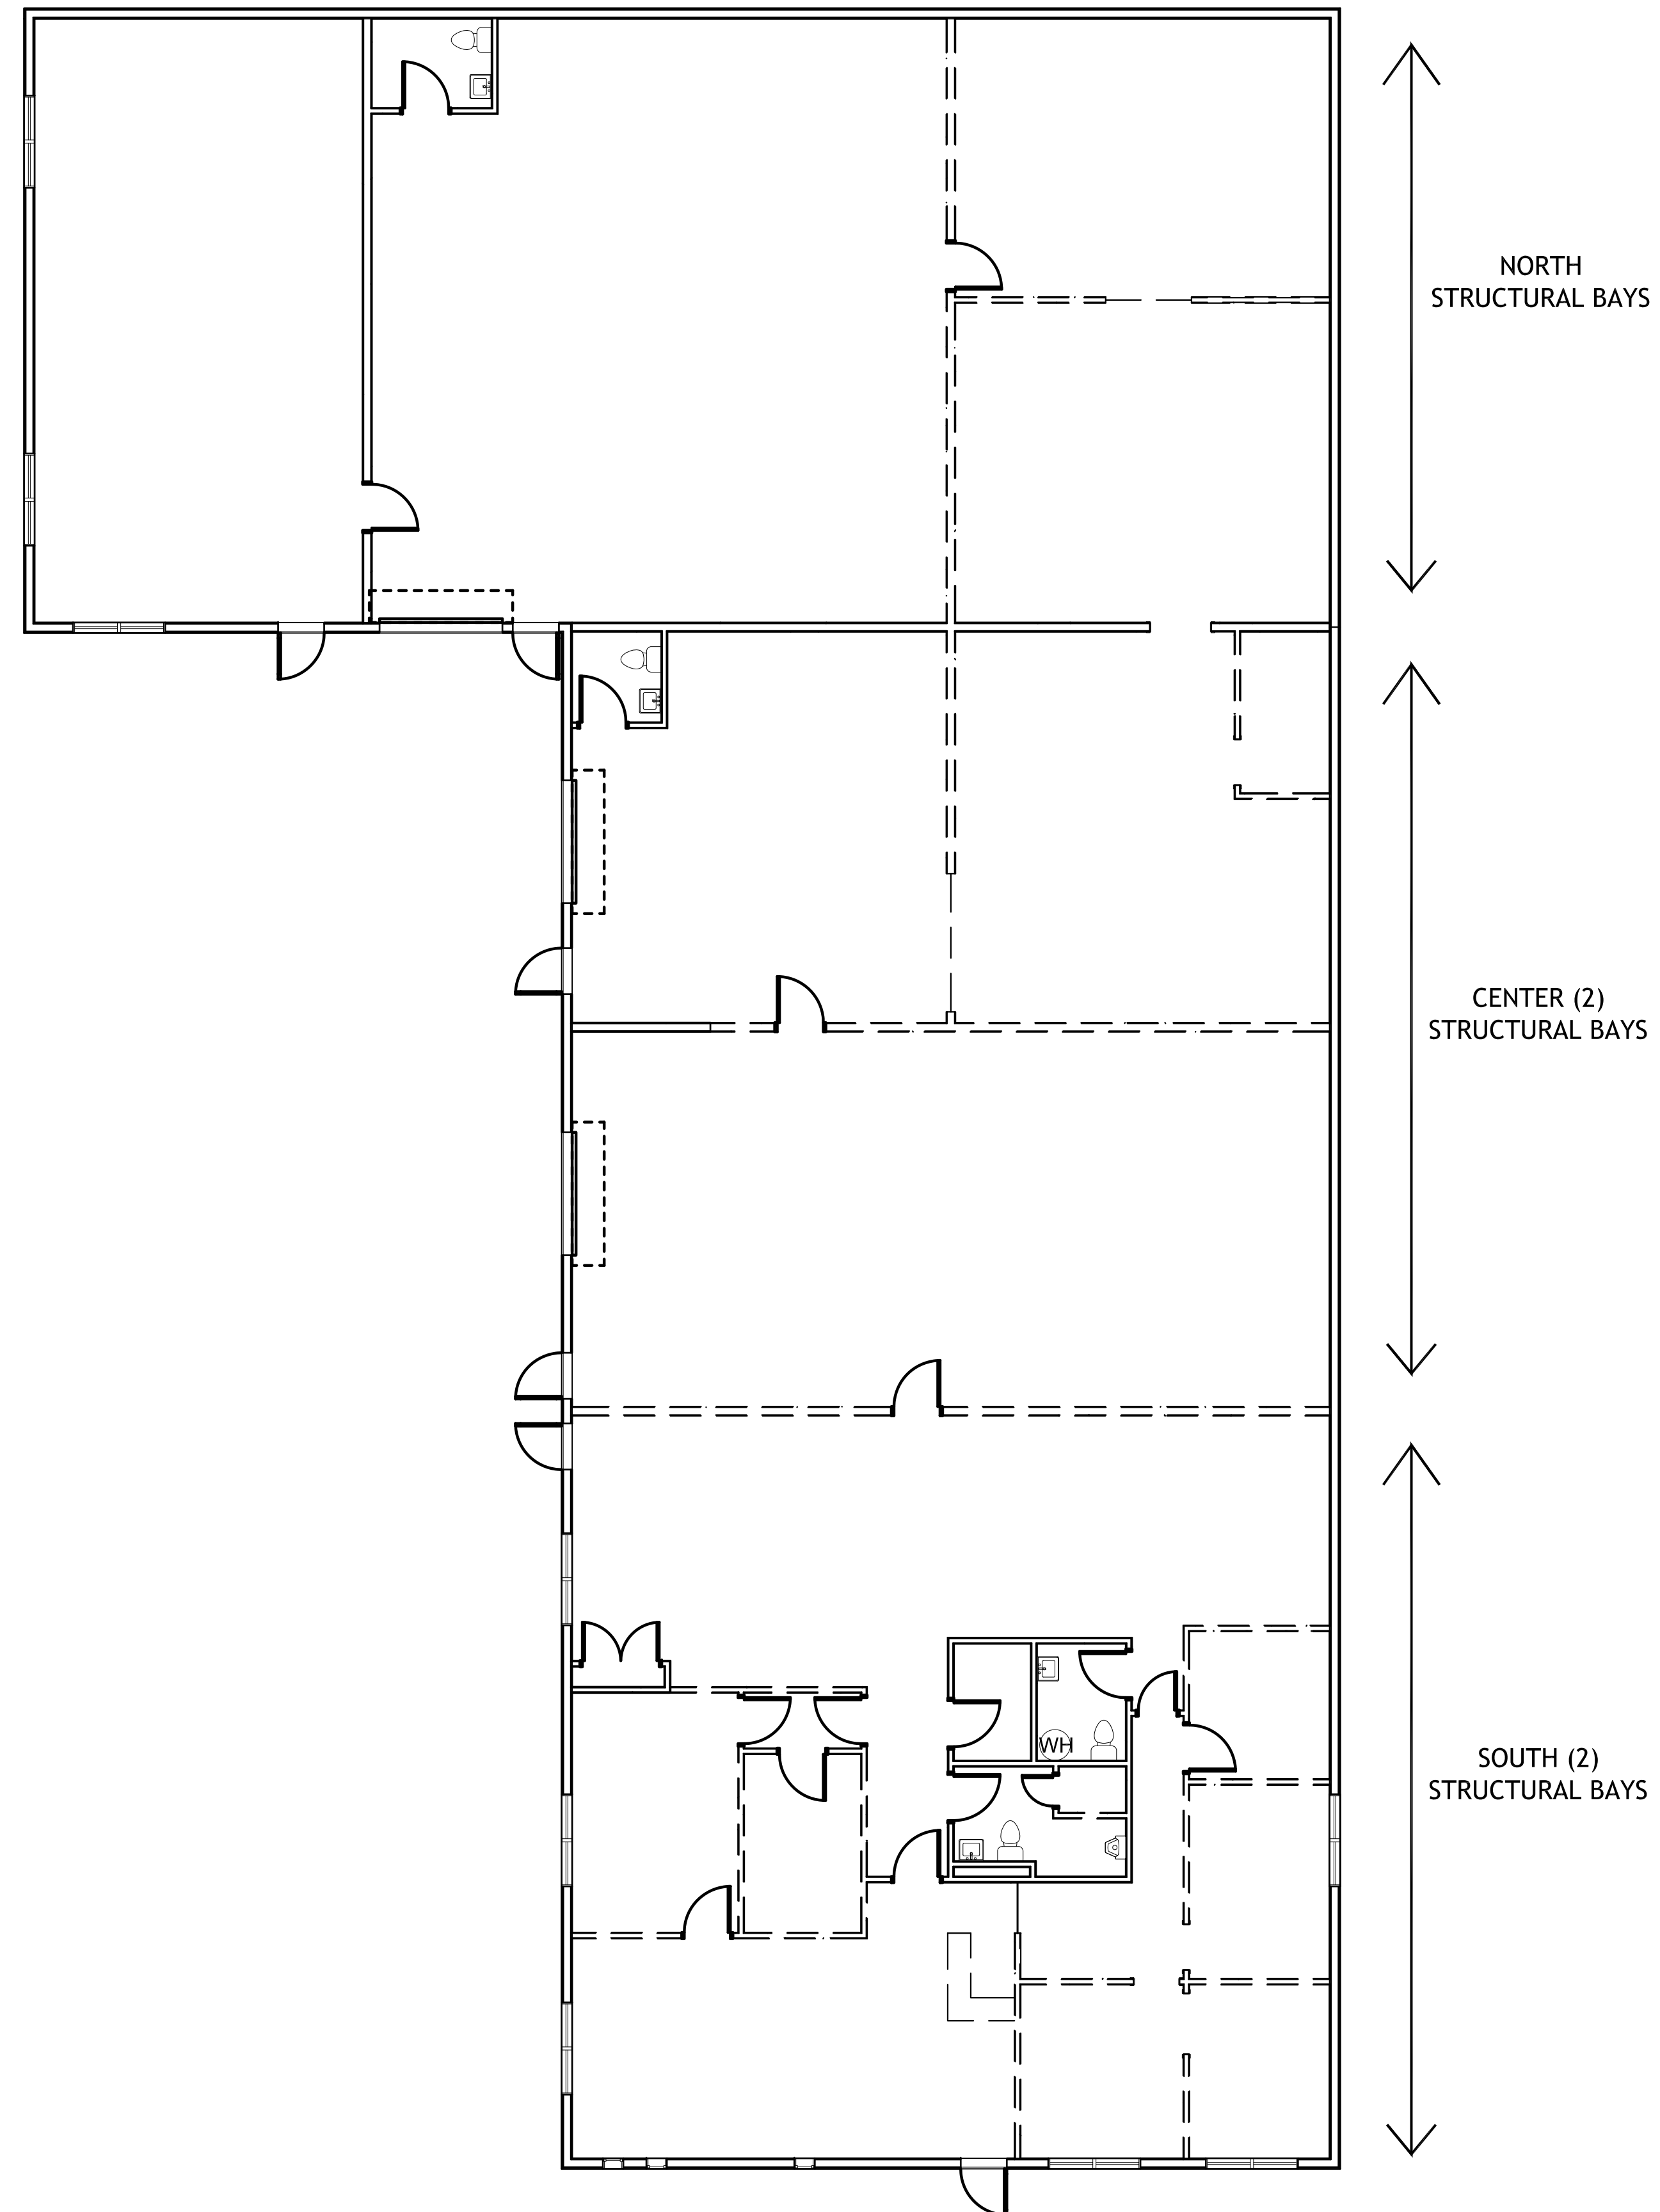 NORTH
STRUCTURAL BAYS
CENTER (2)
STRUCTURAL BAYS
WH
SOUTH (2)
STRUCTURAL BAYS